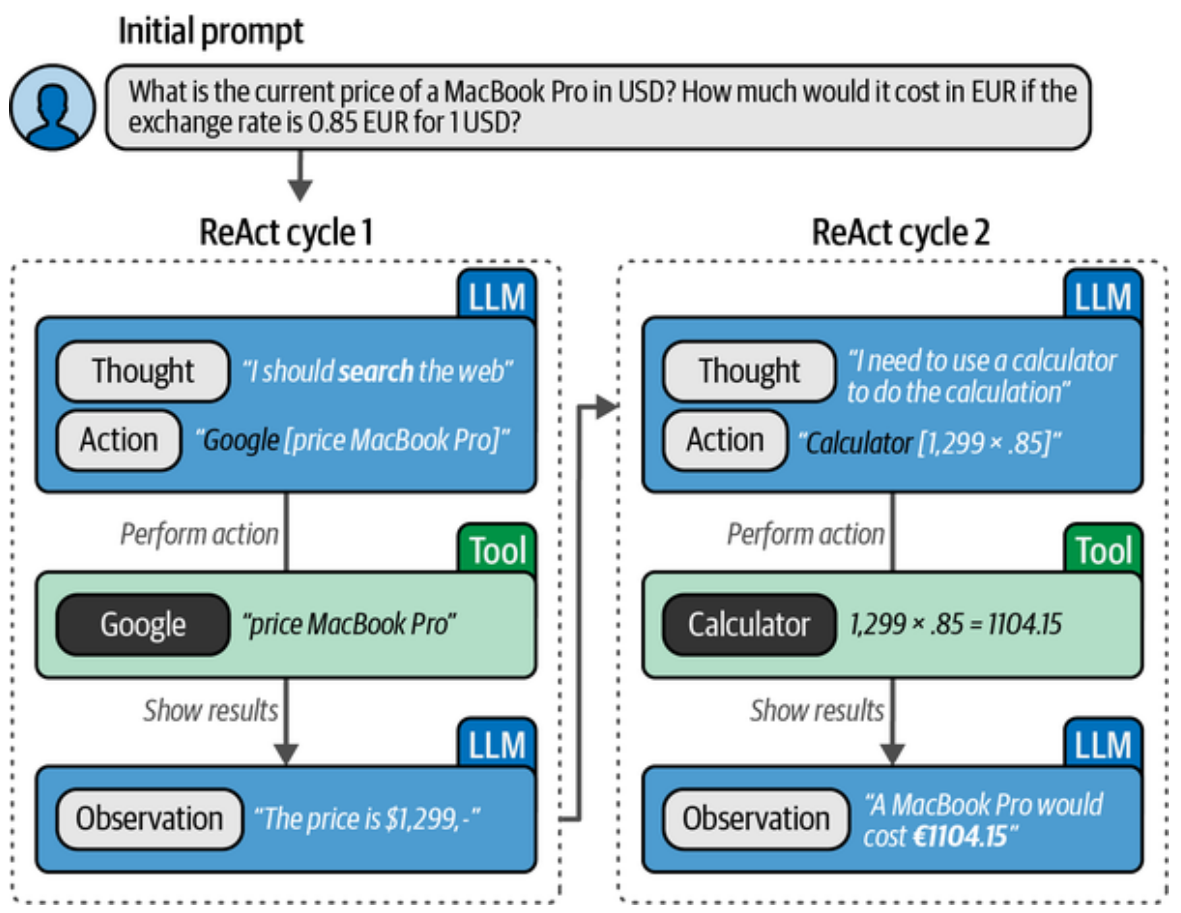 Initial prompt
What is the current price of a MacBook Pro in USD? How much would it cost in EUR if the
exchange rate is 0.85 EUR for 1 USD?
ReAct cycle 1
LLM
Thought "I should search the web"
Action "Google [price MacBook Pro]"
Perform action
Tool
Google "price MacBook Pro"
Show results
LLM
Observation "The price is $1,299,-"
ReAct cycle 2
LLM
Thought "I need to use a calculator
to do the calculation"
Action "Calculator [1,299 × .85]"
Perform action
Tool
Calculator 1,299 × .85 = 1104.15
Show results
LLM
Observation "A MacBook Pro would
cost €1104.15"